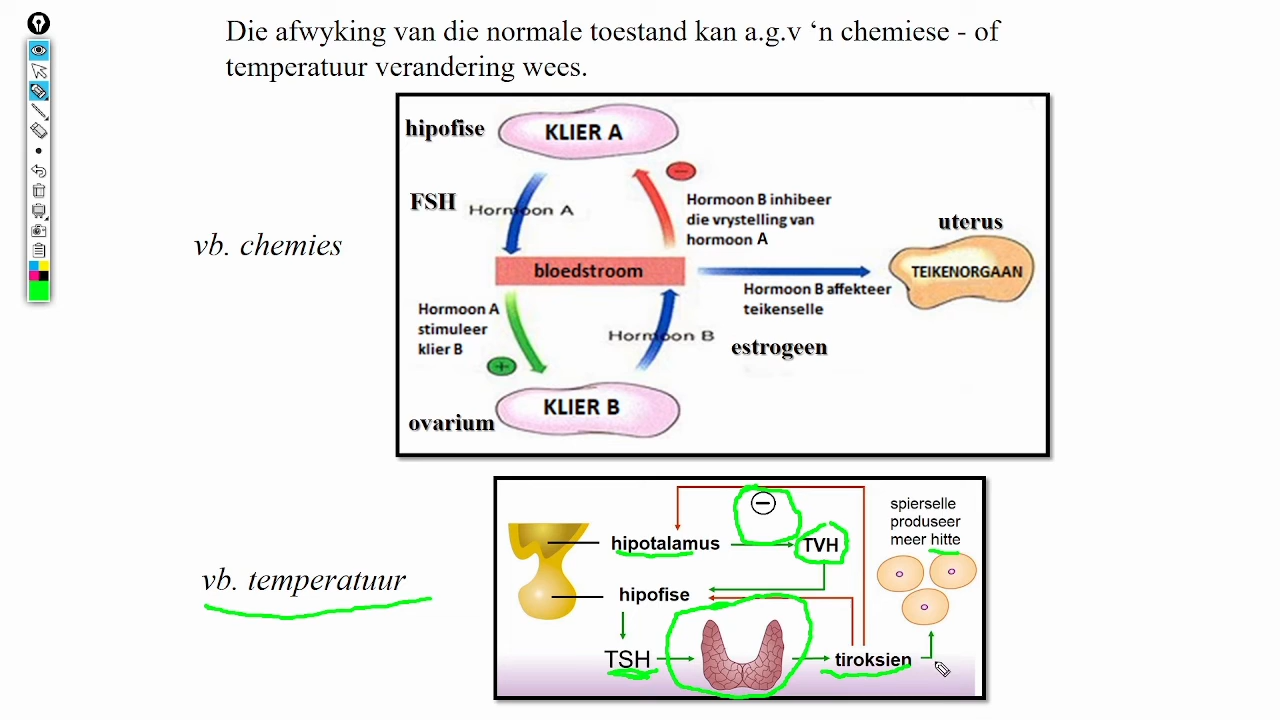 Die afwyking van die normale toestand kan a.g.v ‘n chemiese - of
temperatuur verandering wees.
hipofise
KLIER A
FSH
Hormoon A
Hormoon B inhibeer
die vrystelling van
hormoon A
uterus
vb. chemies
bloedstroom
TEIKENORGAAN
Hormoon B affekteer
teikenselle
Hormoon A
stimuleer
klier B
Hormoon B
estrogeen
KLIER B
ovarium
spierselle
produseer
meer hitte
hipotalamus
TVH
vb. temperatuur
hipofise
TSH
tiroksien